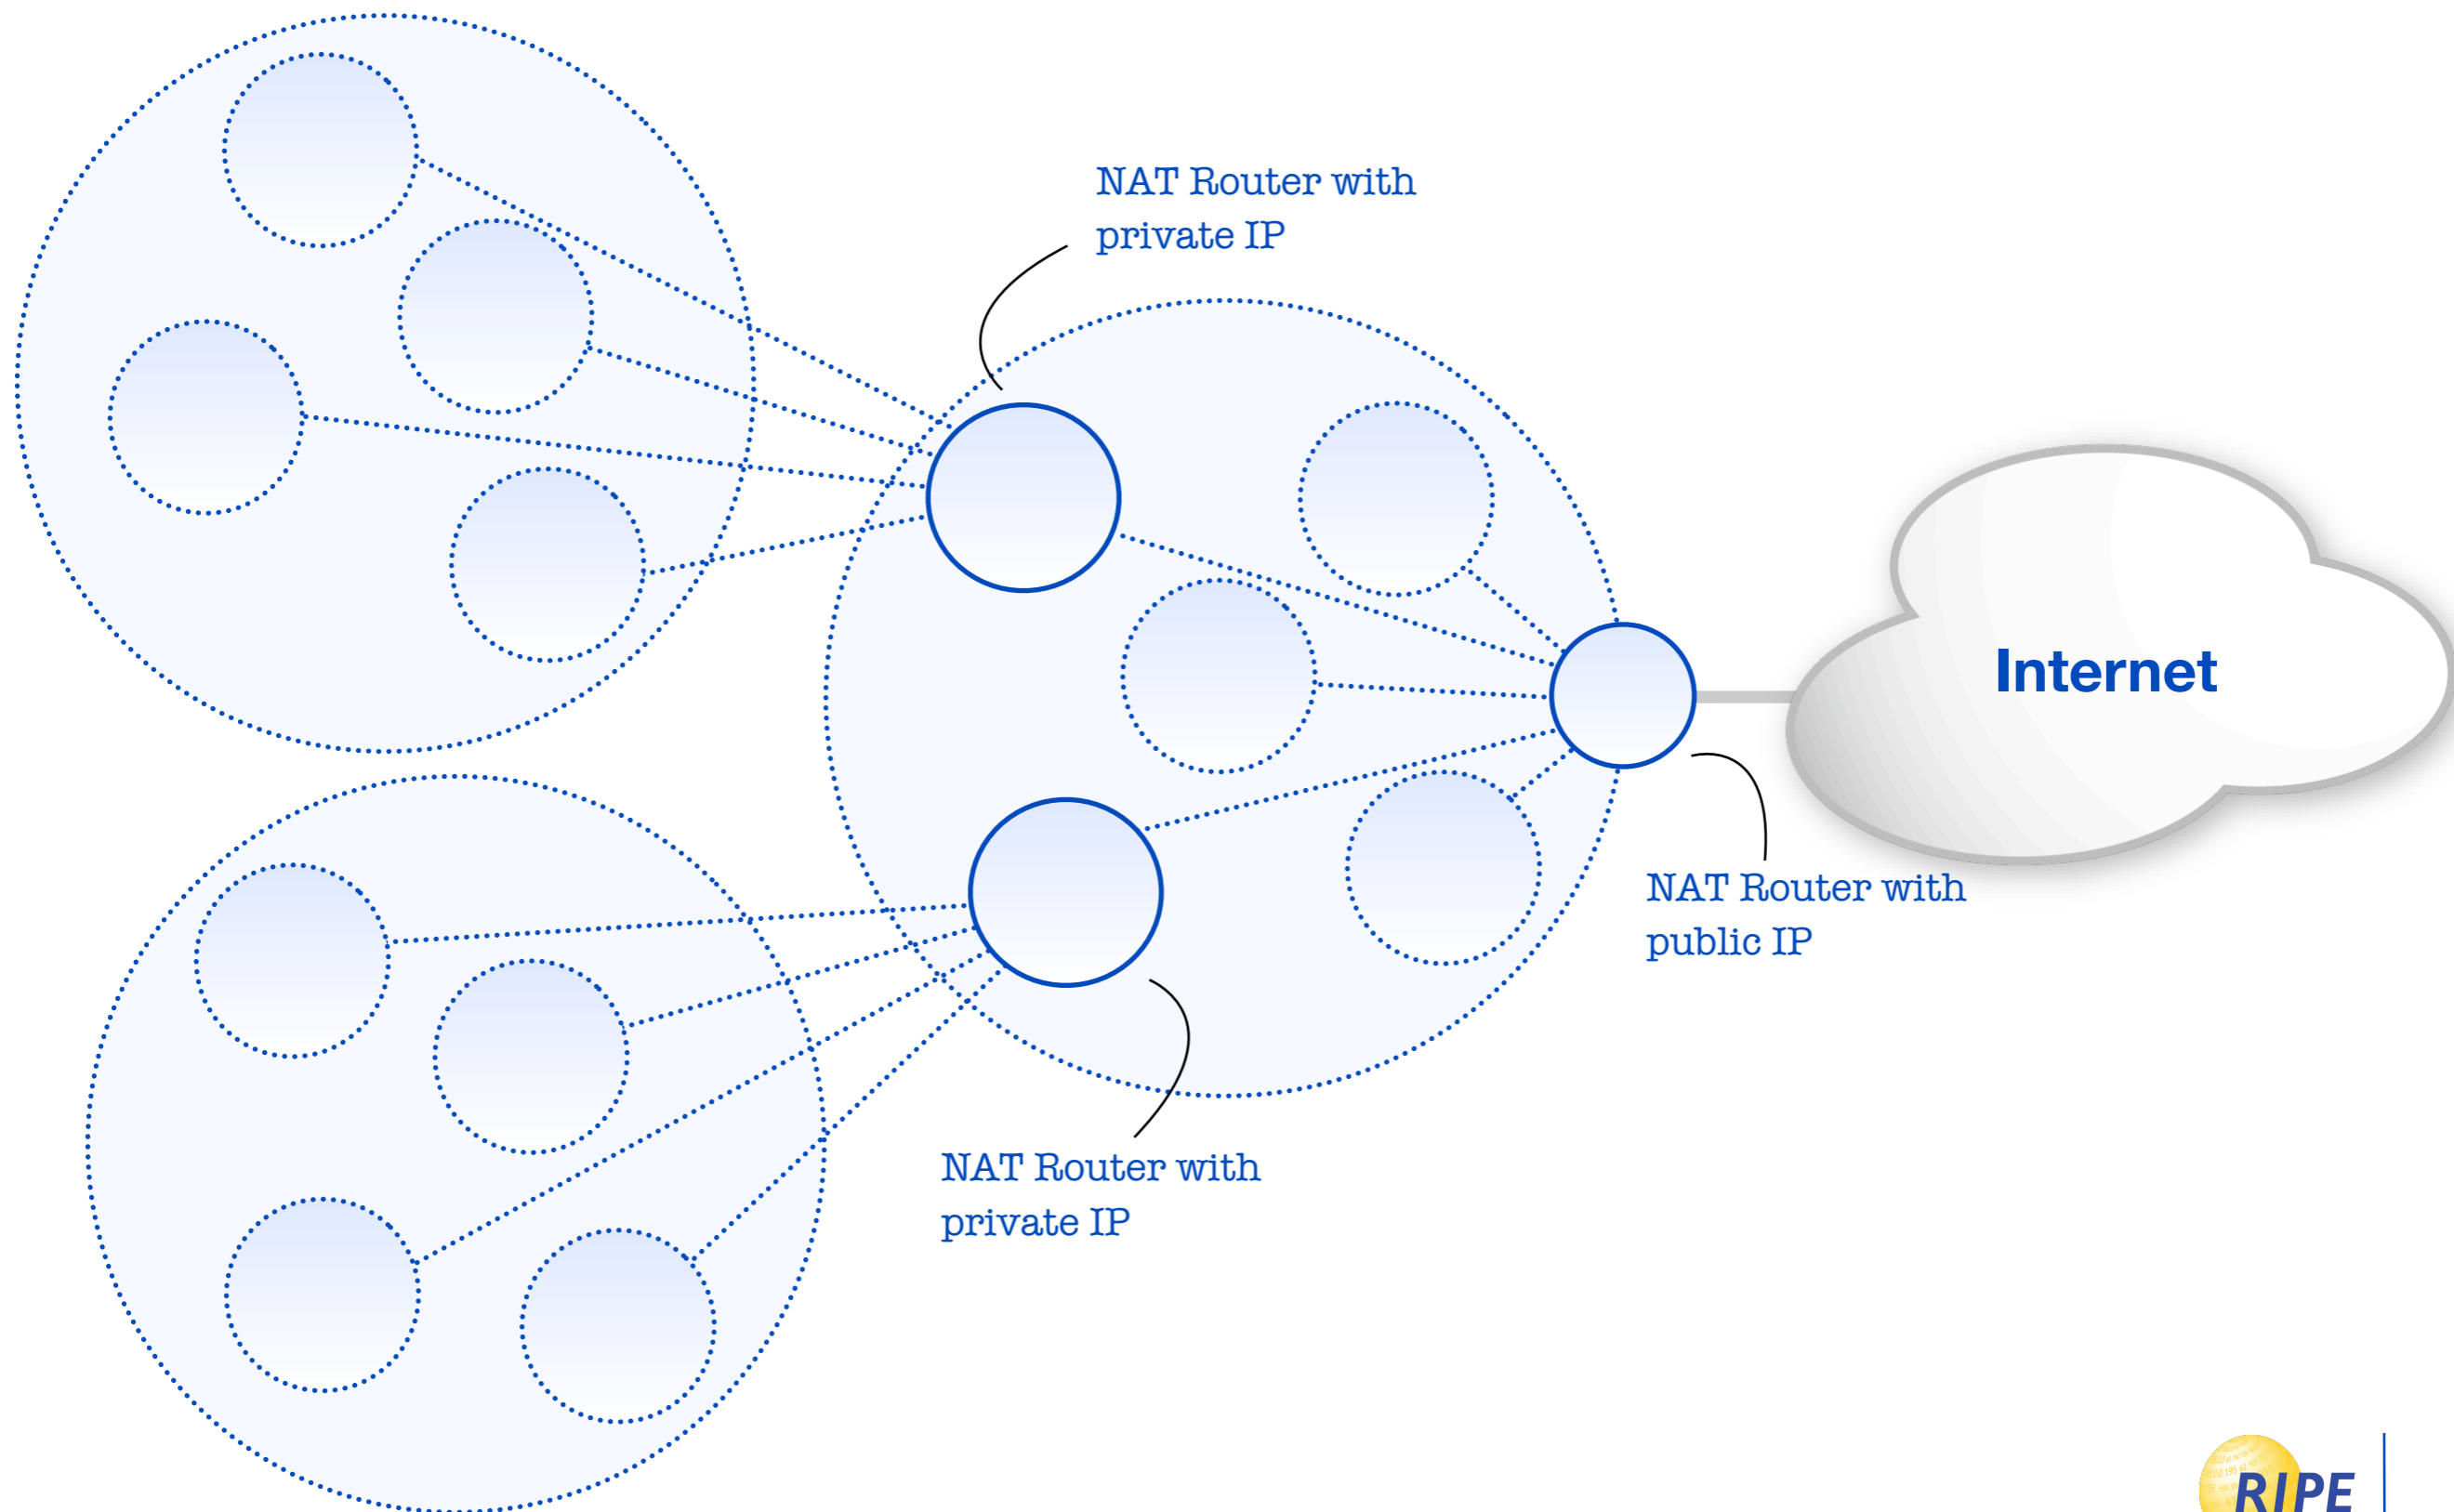 NAT Router with
private IP
Internet
NAT Router with
public IP
NAT Router with
private IP
RIPE